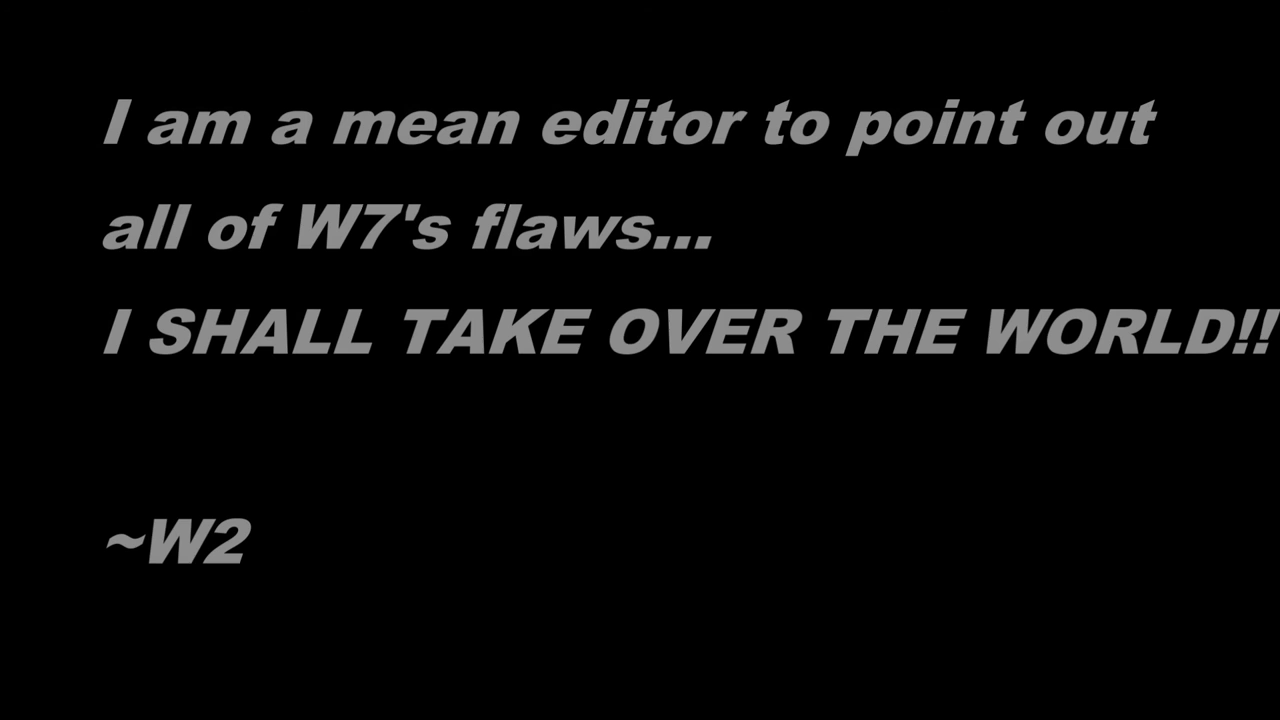 I am a mean editor to point out
all of W7's flaws...
I SHALL TAKE OVER THE WORLD!!
~W2